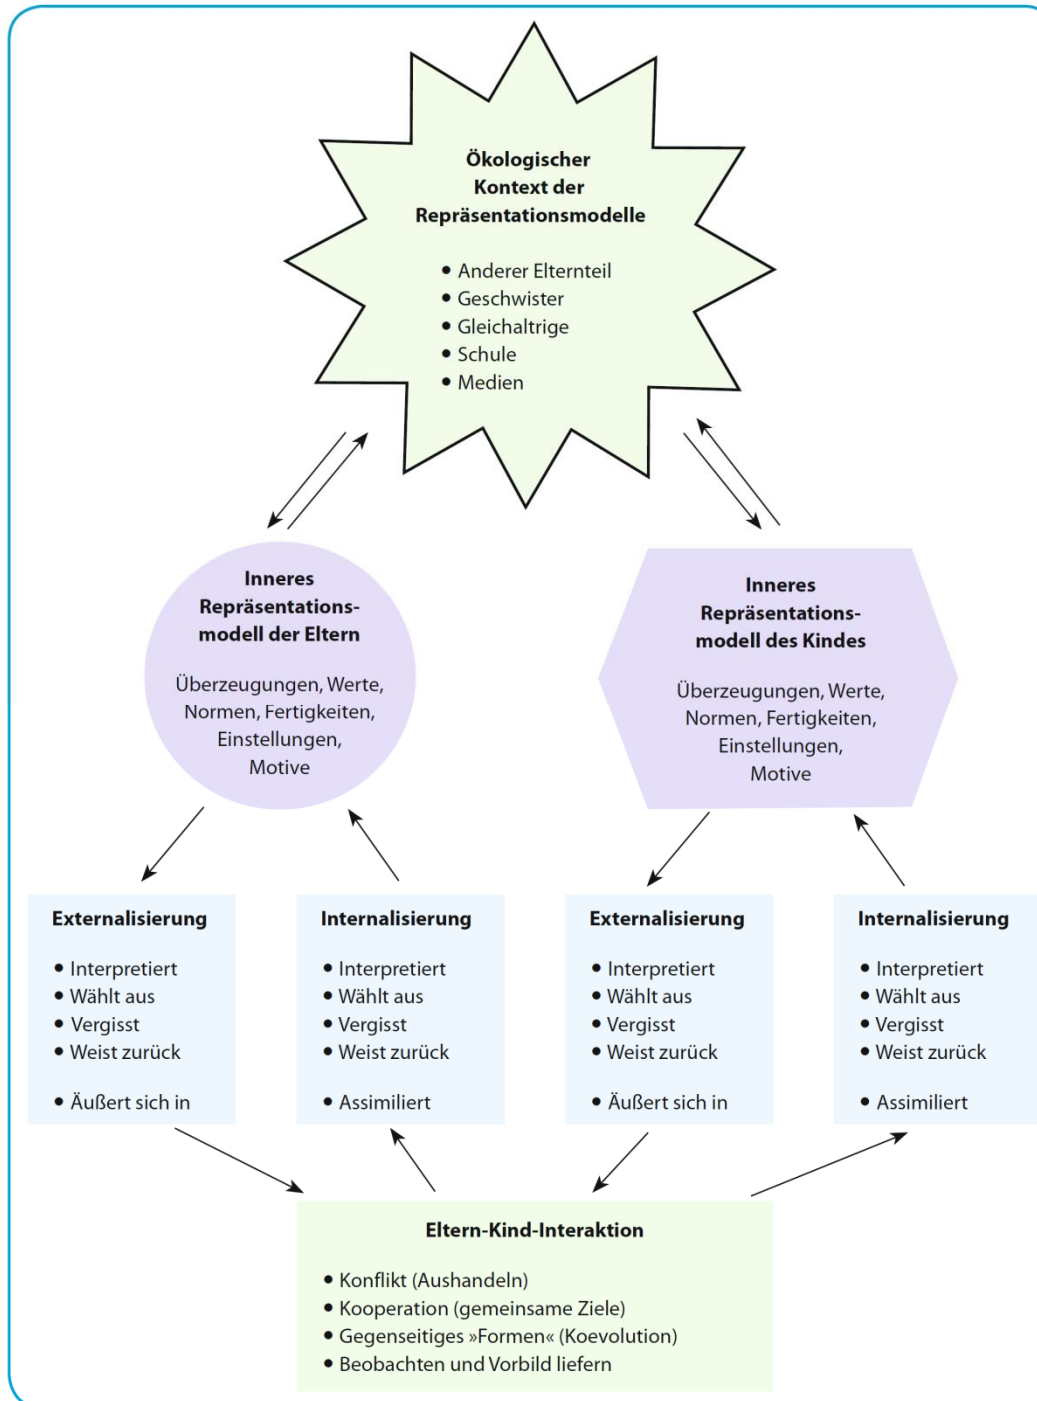 Ökologischer
Kontext der
Repräsentationsmodelle
• Anderer Elternteil
• Geschwister
• Gleichaltrige
• Schule
• Medien
Inneres
Repräsentations-
modell der Eltern
Überzeugungen, Werte,
Normen, Fertigkeiten,
Einstellungen,
Motive
Inneres
Repräsentations-
modell des Kindes
Überzeugungen, Werte,
Normen, Fertigkeiten,
Einstellungen,
Motive
Externalisierung
• Interpretiert
• Wählt aus
• Vergisst
• Weist zurück
• Äußert sich in
Internalisierung
• Interpretiert
• Wählt aus
• Vergisst
• Weist zurück
• Assimiliert
Externalisierung
• Interpretiert
• Wählt aus
• Vergisst
• Weist zurück
• Äußert sich in
Internalisierung
• Interpretiert
• Wählt aus
• Vergisst
• Weist zurück
• Assimiliert
Eltern-Kind-Interaktion
• Konflikt (Aushandeln)
• Kooperation (gemeinsame Ziele)
• Gegenseitiges »Formen« (Koevolution)
• Beobachten und Vorbild liefern